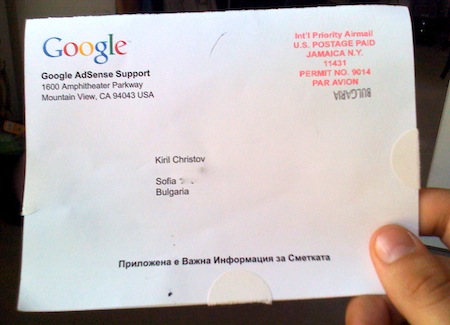 Google
Google AdSense Support
1600 Amphitheater Parkway
Mountain View, CA 94043 USA
Int'l Priority Airmail
U.S. POSTAGE PAID
JAMAICA N.Y.
11431
PERMIT NO. 9014
PAR AVION
BULGARIA
Kiril Christov
Sofia
Bulgaria
Приложена е Важна Информация за Сметката